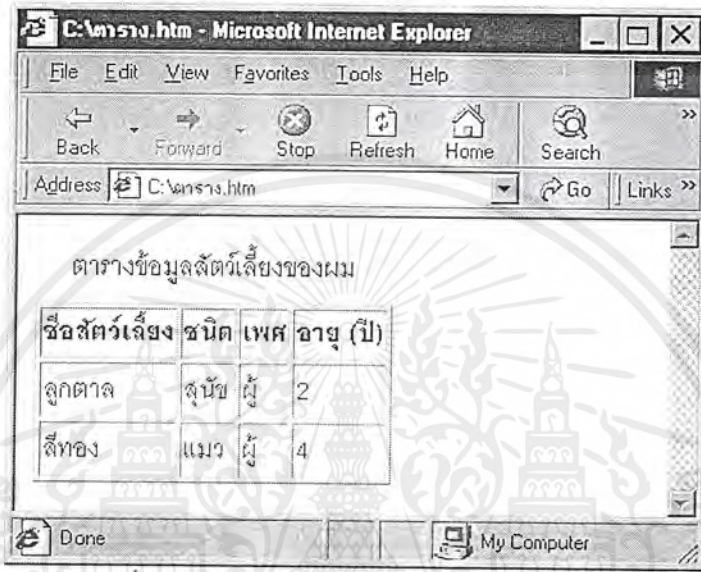 C:\ตาราง.htm - Microsoft Internet Explorer
File Edit View Favorites Tools Help
Back Forward Stop Refresh Home Search »
Address C:\ตาราง.htm Go Links »
ตารางข้อมูลสัตว์เลี้ยงของผม
ชื่อสัตว์เลี้ยง ชนิด เพศ อายุ (ปี)
ลูกตาล สุนัข ผู้ 2
สีทอง แมว ผู้ 4
Done My Computer